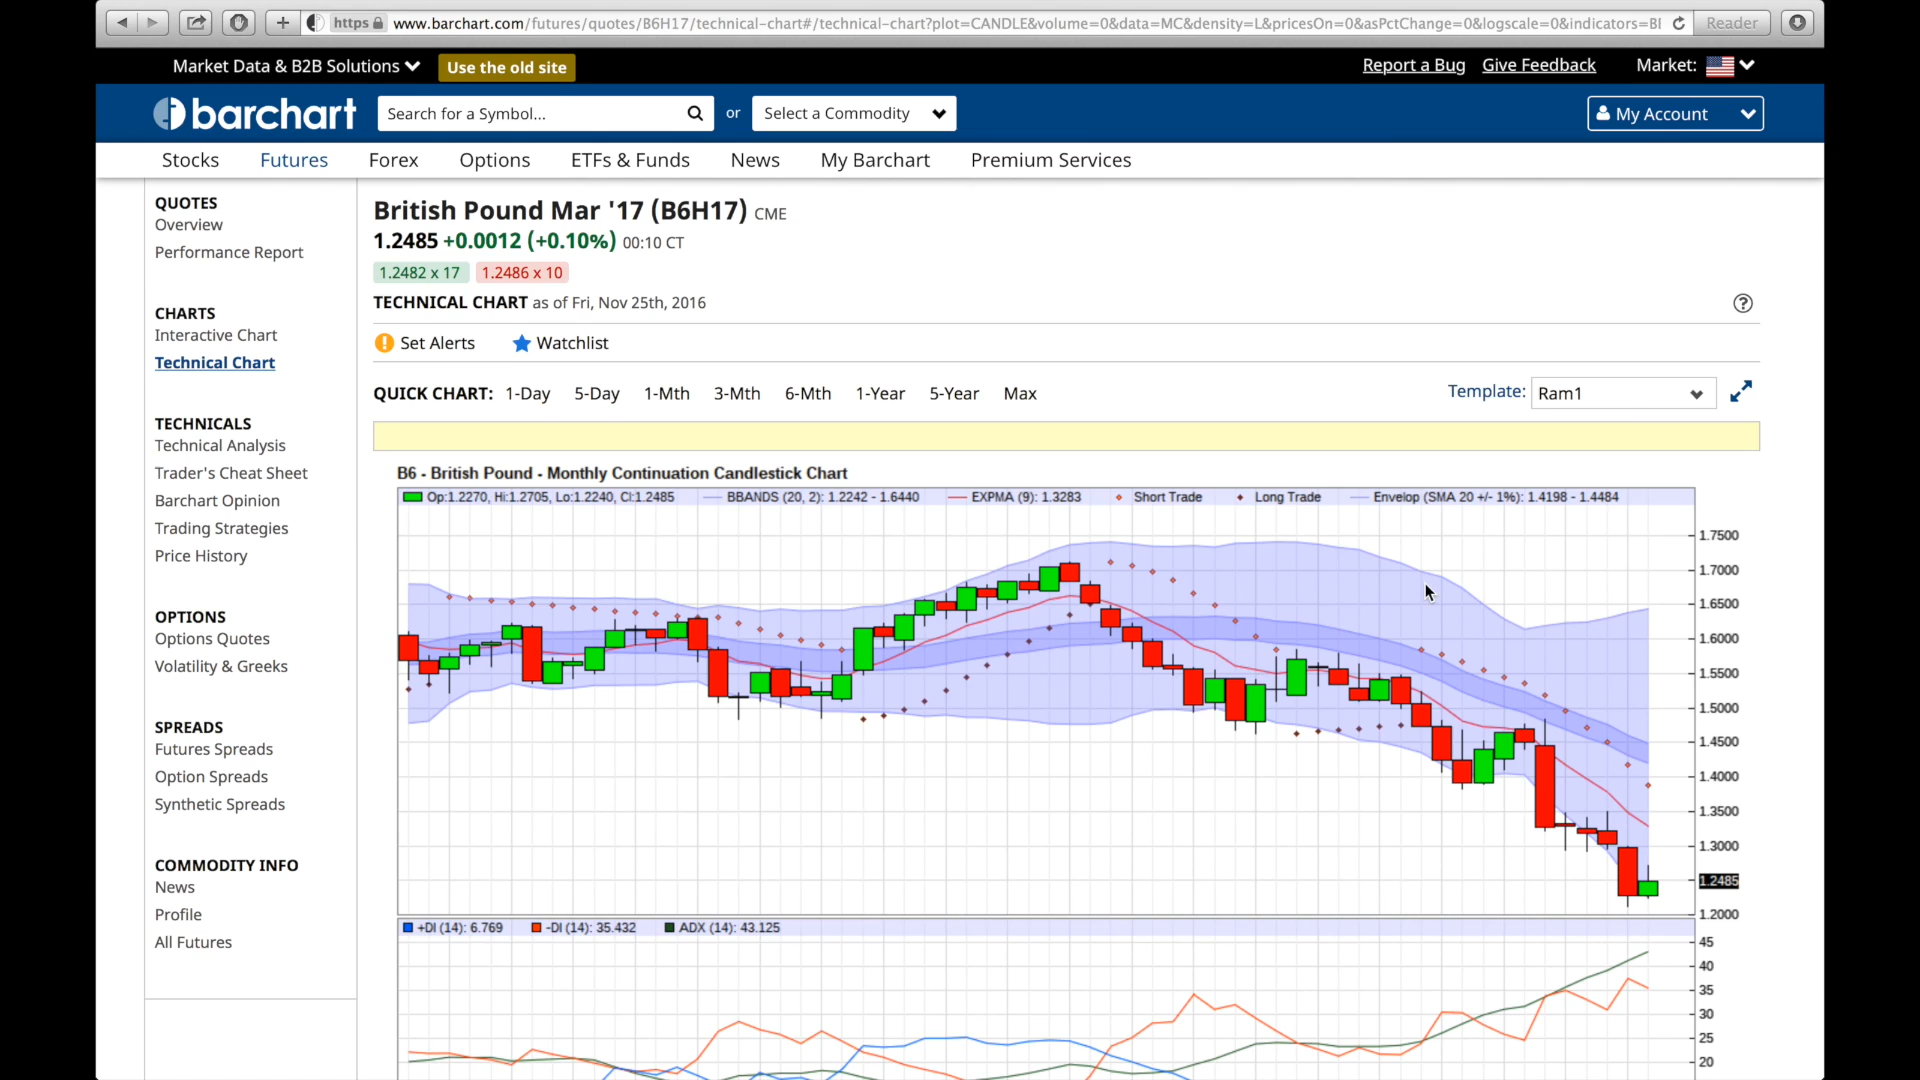 https www.barchart.com/futures/quotes/B6H17/technical-chart#/technical-chart?plot=CANDLE&volume=0&data=MC&density=L&pricesOn=0&asPctChange=0&logscale=0&indicators=BI Reader
Market Data & B2B Solutions Use the old site Report a Bug Give Feedback Market:
barchart Search for a Symbol... or Select a Commodity My Account
Stocks Futures Forex Options ETFs & Funds News My Barchart Premium Services
QUOTES
Overview
Performance Report
CHARTS
Interactive Chart
Technical Chart
TECHNICALS
Technical Analysis
Trader's Cheat Sheet
Barchart Opinion
Trading Strategies
Price History
OPTIONS
Options Quotes
Volatility & Greeks
SPREADS
Futures Spreads
Option Spreads
Synthetic Spreads
COMMODITY INFO
News
Profile
All Futures
British Pound Mar '17 (B6H17) CME
1.2485 +0.0012 (+0.10%) 00:10 CT
1.2482 x 17 1.2486 x 10
TECHNICAL CHART as of Fri, Nov 25th, 2016
Set Alerts Watchlist
QUICK CHART: 1-Day 5-Day 1-Mth 3-Mth 6-Mth 1-Year 5-Year Max Template: Ram1
B6 - British Pound - Monthly Continuation Candlestick Chart
Op:1.2270, Hi:1.2705, Lo:1.2240, Cl:1.2485 BBANDS (20, 2): 1.2242 - 1.6440 EXPMA (9): 1.3283 Short Trade Long Trade Envelop (SMA 20 +/- 1%): 1.4198 - 1.4484
1.7500
1.7000
1.6500
1.6000
1.5500
1.5000
1.4500
1.4000
1.3500
1.3000
1.2485
1.2000
+DI (14): 6.769 -DI (14): 35.432 ADX (14): 43.125
45
40
35
30
25
20